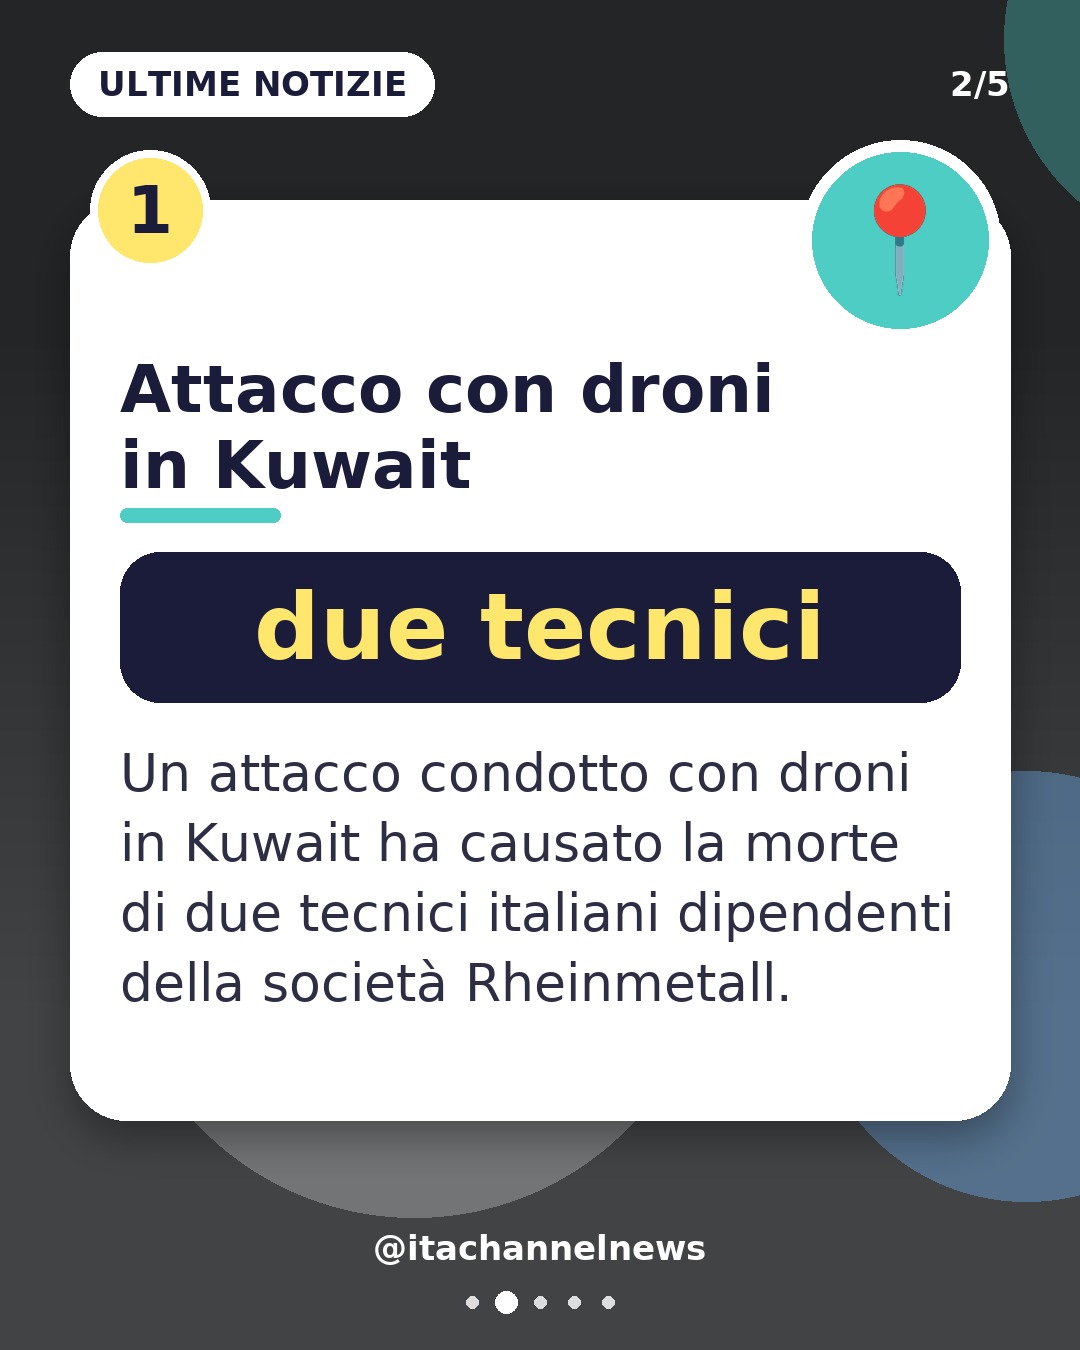 ULTIME NOTIZIE
2/5
1
Attacco con droni
in Kuwait
due tecnici
Un attacco condotto con droni
in Kuwait ha causato la morte
di due tecnici italiani dipendenti
della società Rheinmetall.
@itachannelnews